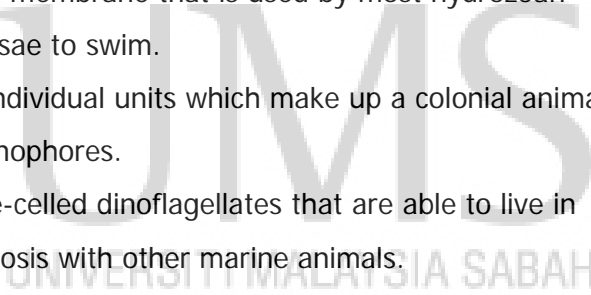 membrane that is used by most hydrozoan
sae to swim.
ndividual units which make up a colonial anima
nophores.
-celled dinoflagellates that are able to live in
osis with other marine animals.
UMS
UNIVERSITI MALAYSIA SABAH